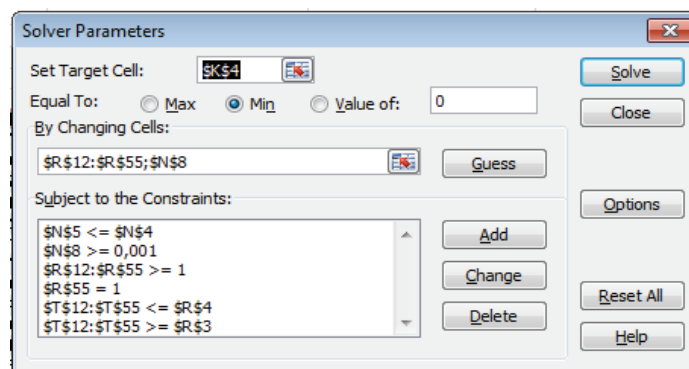 Solver Parameters
Set Target Cell: $K$4 Solve
Equal To: Max Min Value of: 0 Close
By Changing Cells:
$R$12:$R$55;$N$8 Guess
Subject to the Constraints: Options
$N$5 <= $N$4 Add
$N$8 >= 0,001
$R$12:$R$55 >= 1 Change
$R$55 = 1
$T$12:$T$55 <= $R$4 Delete Reset All
$T$12:$T$55 >= $R$3
Help